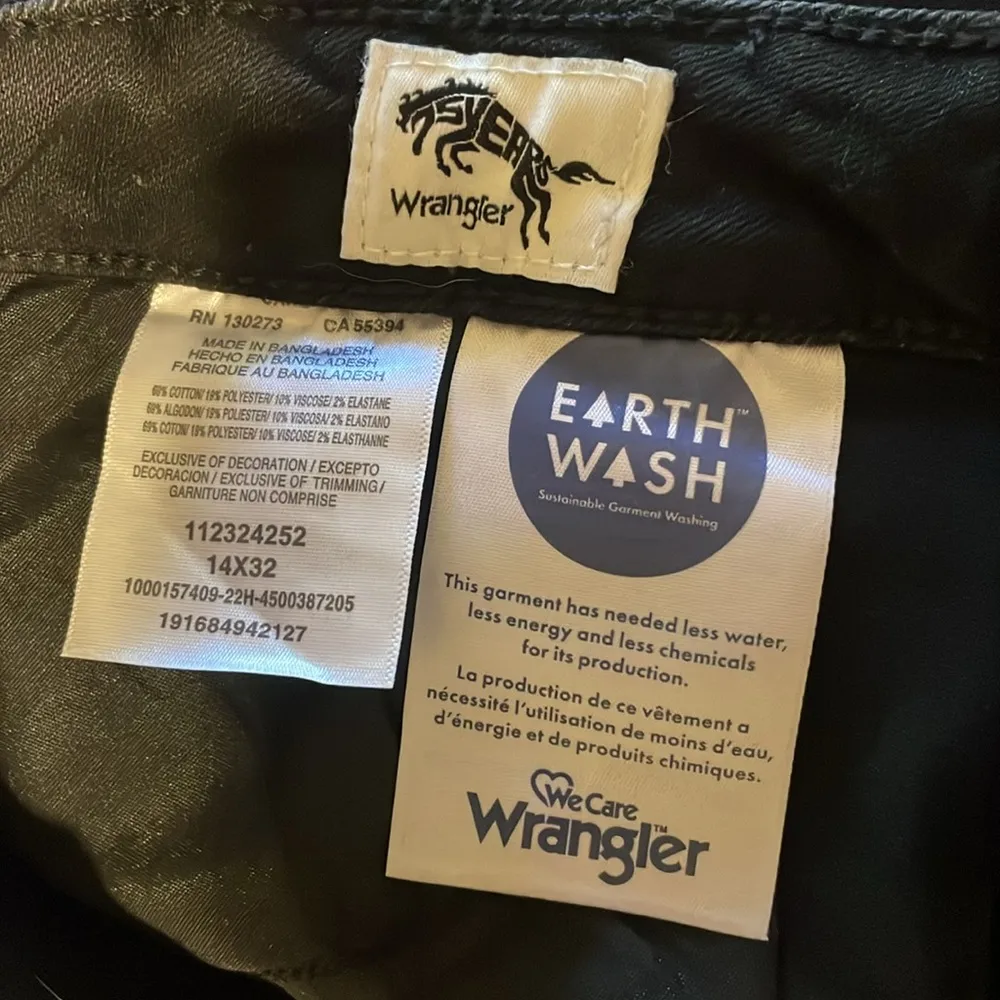 75 YEARS
Wrangler
RN 130273 CA 55394
MADE IN BANGLADESH
HECHO EN BANGLADESH
FABRIQUE AU BANGLADESH
69% COTTON/ 19% POLYESTER/ 10% VISCOSE/ 2% ELASTANE
69% ALGODON/ 19% POLIESTER/ 10% VISCOSA/ 2% ELASTANO
69% COTON/ 19% POLYESTER/ 10% VISCOSE/ 2% ELASTHANNE
EXCLUSIVE OF DECORATION / EXCEPTO
DECORACION / EXCLUSIVE OF TRIMMING /
GARNITURE NON COMPRISE
112324252
14X32
1000157409-22H-4500387205
191684942127
EARTH™
WASH
Sustainable Garment Washing
This garment has needed less water,
less energy and less chemicals
for its production.
La production de ce vêtement a
nécessité l'utilisation de moins d'eau,
d'énergie et de produits chimiques.
We Care
Wrangler™